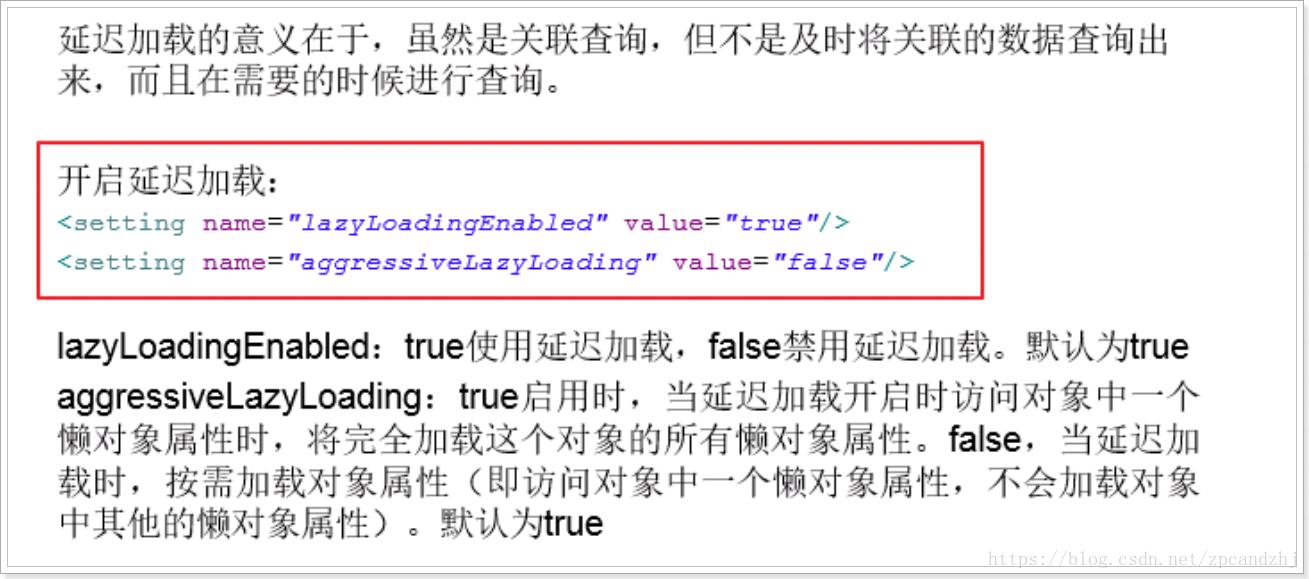 延迟加载的意义在于，虽然是关联查询，但不是及时将关联的数据查询出
来，而且在需要的时候进行查询。
开启延迟加载：
<setting name="lazyLoadingEnabled" value="true"/>
<setting name="aggressiveLazyLoading" value="false"/>
lazyLoadingEnabled：true使用延迟加载，false禁用延迟加载。默认为true
aggressiveLazyLoading：true启用时，当延迟加载开启时访问对象中一个
懒对象属性时，将完全加载这个对象的所有懒对象属性。false，当延迟加
载时，按需加载对象属性（即访问对象中一个懒对象属性，不会加载对象
中其他的懒对象属性）。默认为true
https://blog.csdn.net/zpcandzhj